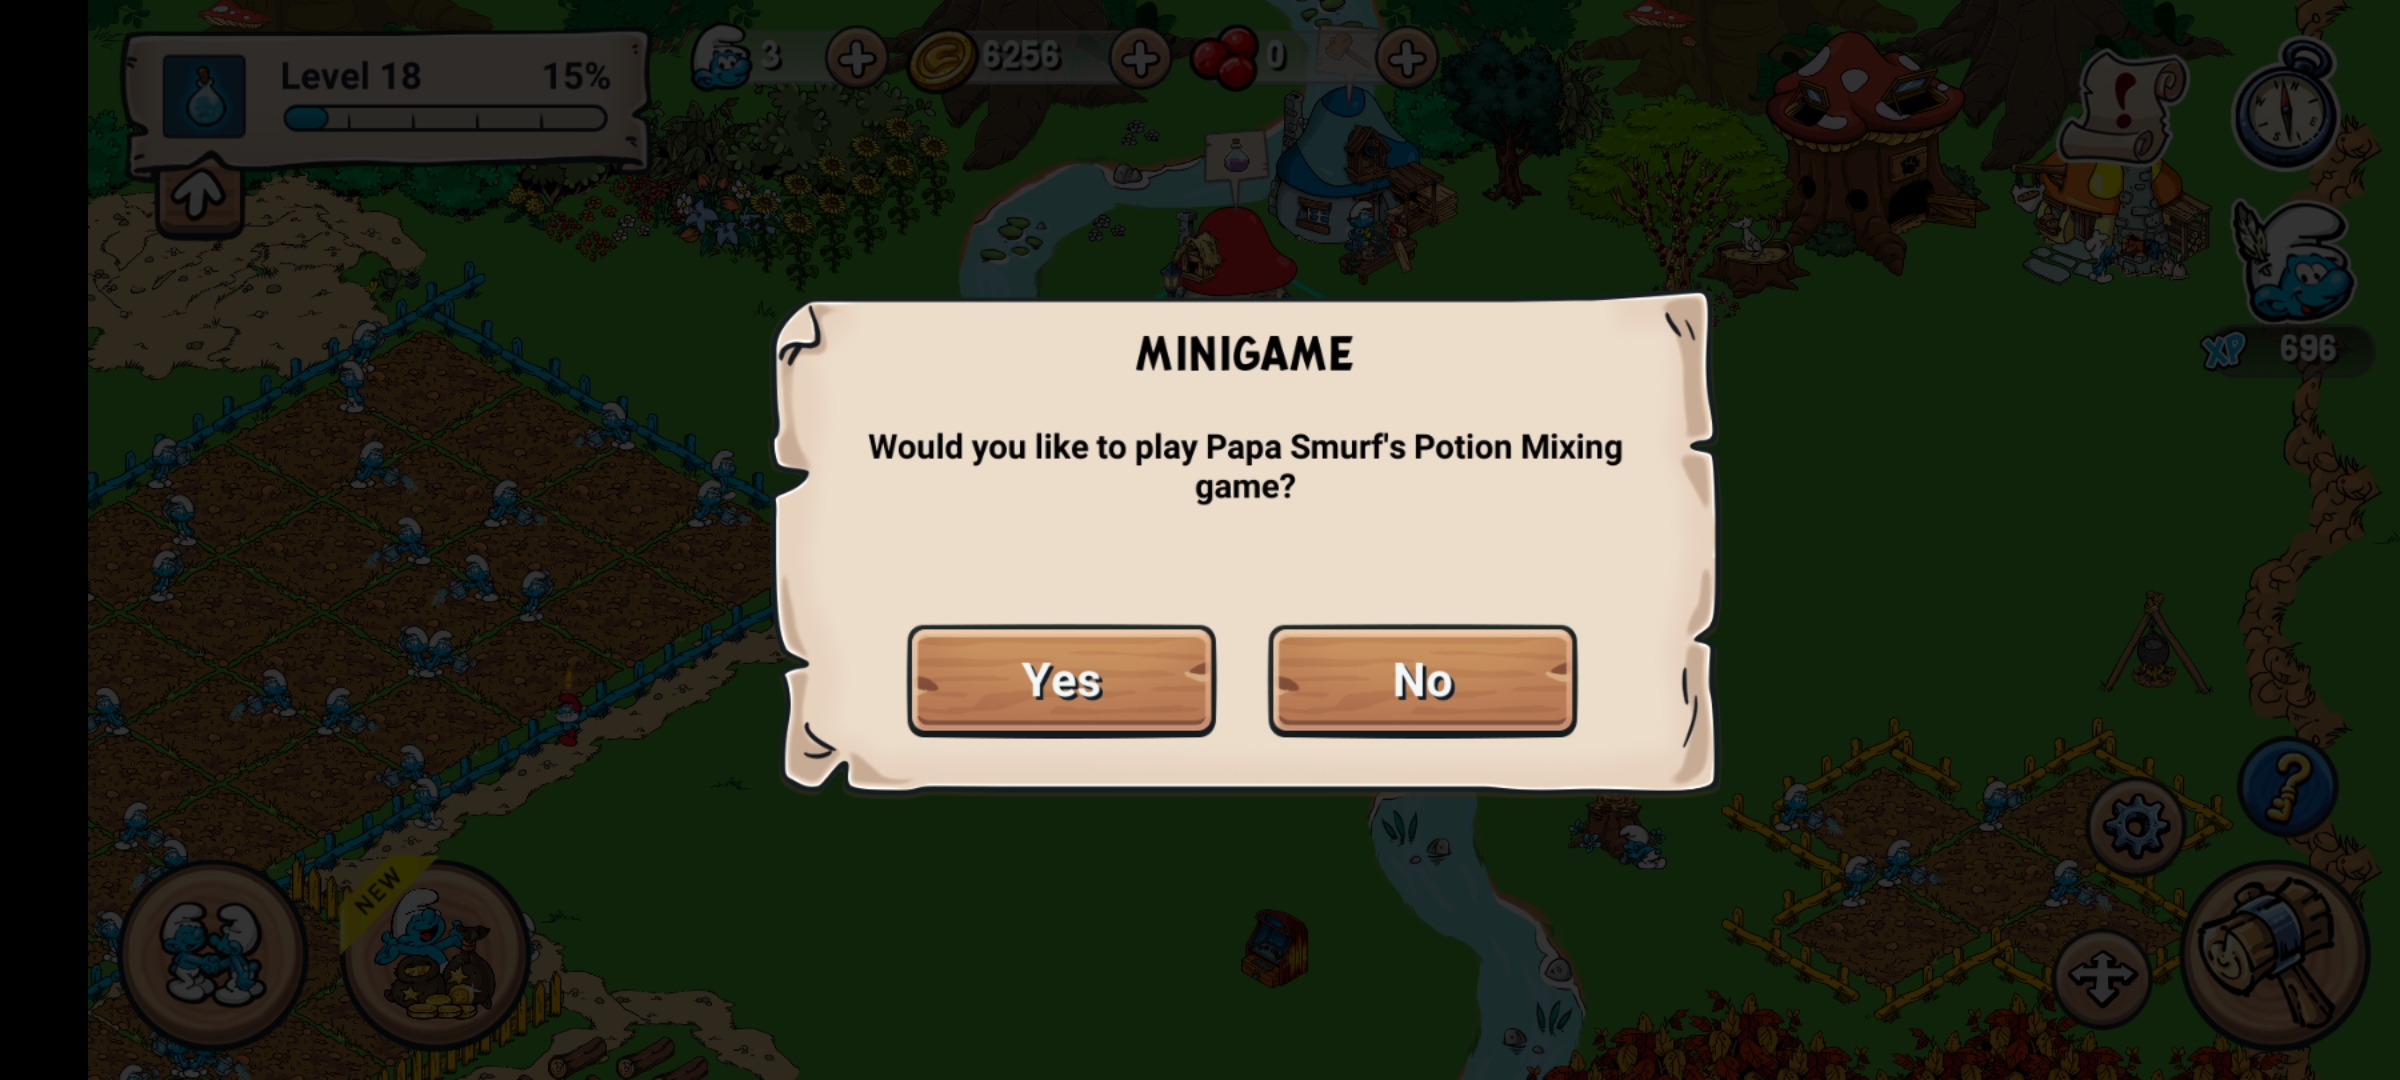 Level 18 15%
3
6256
0
XP 696
MINIGAME
Would you like to play Papa Smurf's Potion Mixing
game?
Yes
No
NEW